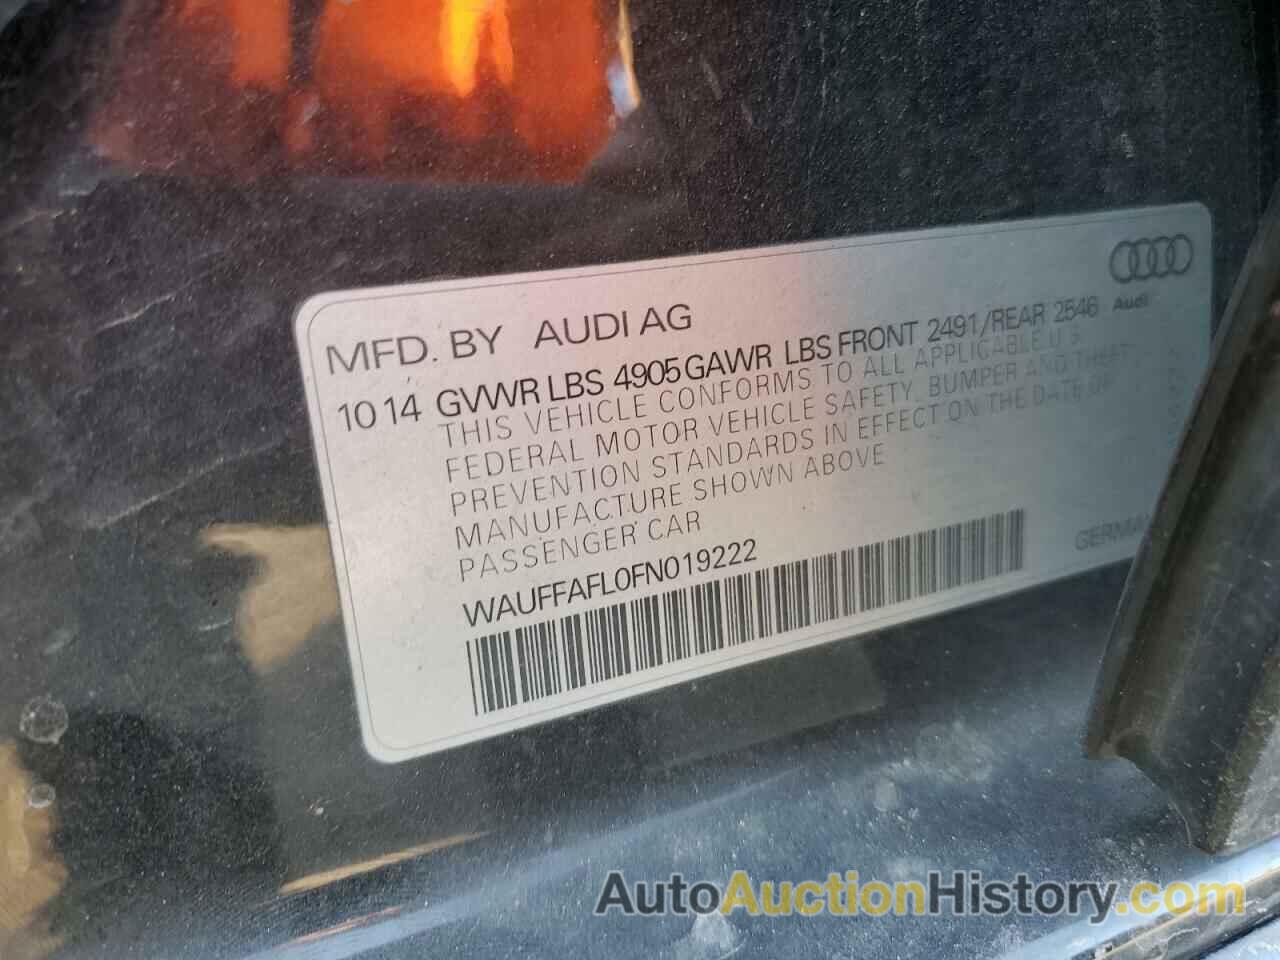 MFD. BY AUDI AG
Audi
10 14 GVWR LBS 4905 GAWR LBS FRONT 2491/REAR 2546
THIS VEHICLE CONFORMS TO ALL APPLICABLE U.S.
FEDERAL MOTOR VEHICLE SAFETY, BUMPER AND THEFT
PREVENTION STANDARDS IN EFFECT ON THE DATE OF
MANUFACTURE SHOWN ABOVE
PASSENGER CAR
WAUFFAFL0FN019222
AutoAuctionHistory.com